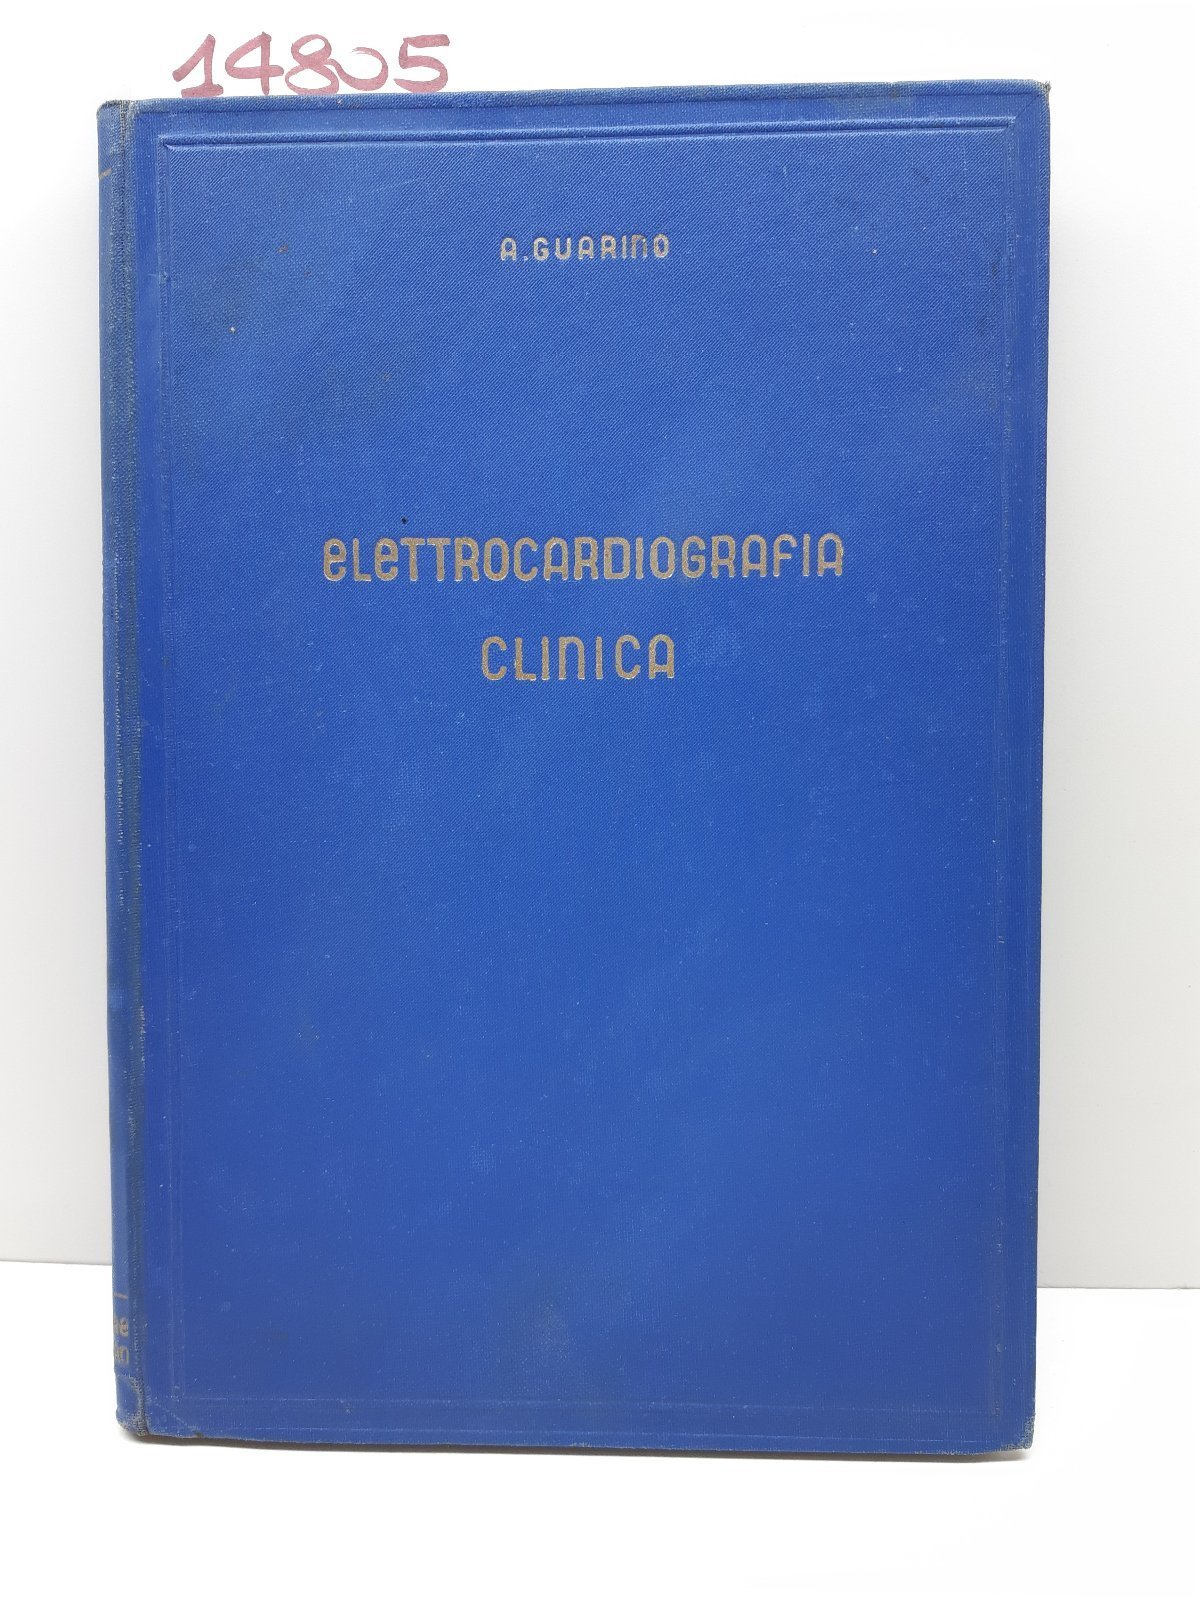 14805
A. GUARINO
ELETTROCARDIOGRAFIA
CLINICA